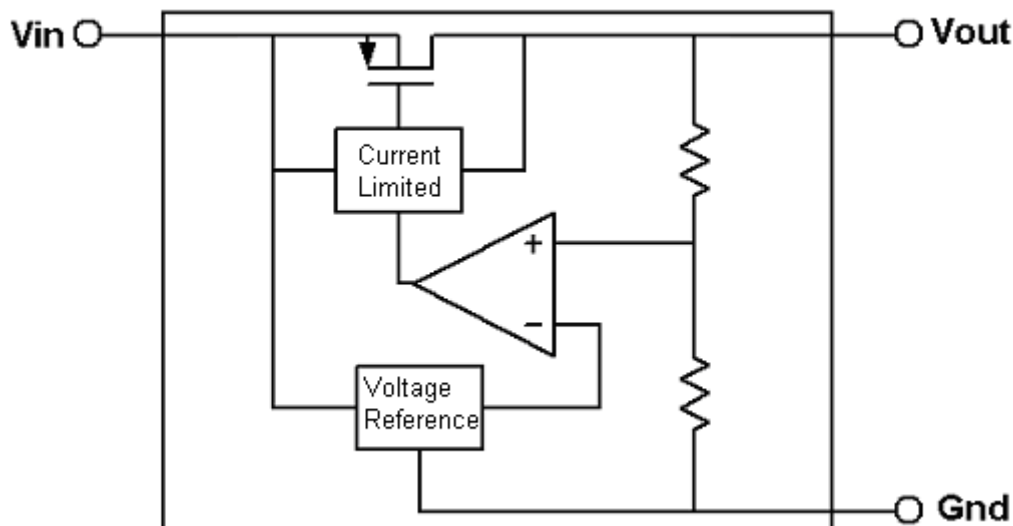 Vin
Vout
Current
Limited
+
−
Voltage
Reference
Gnd